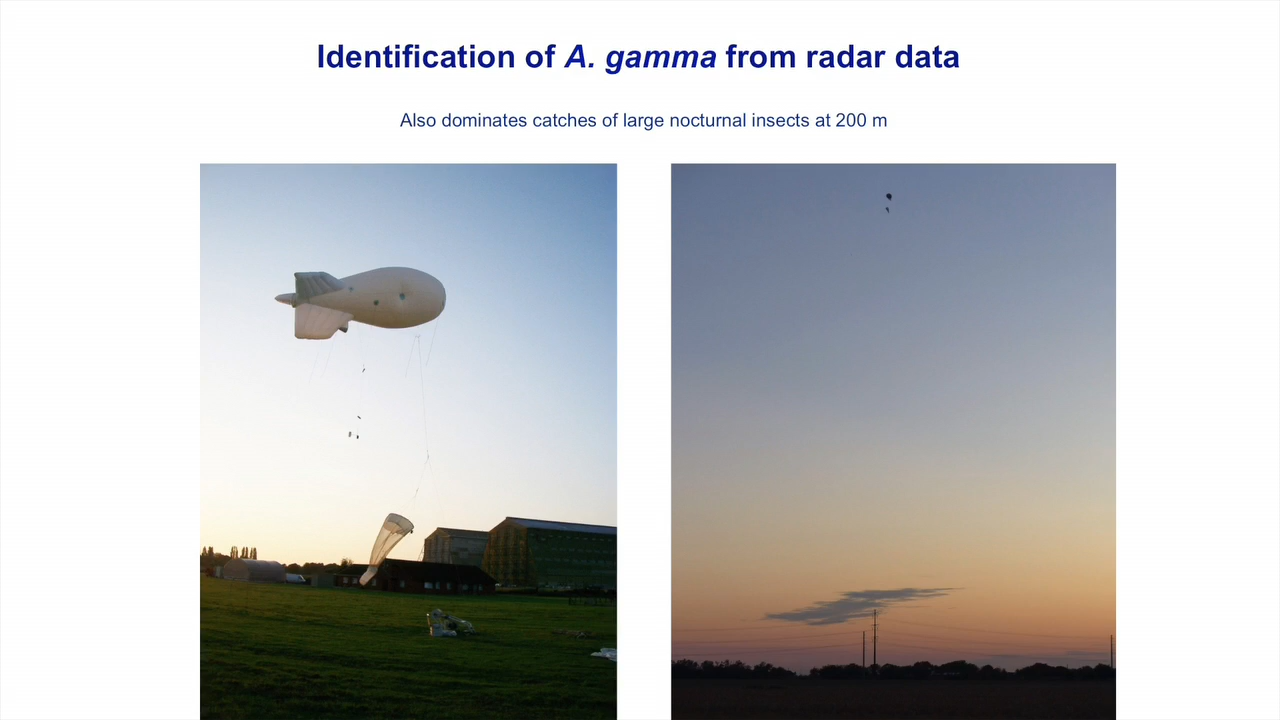 Identification of A. gamma from radar data
Also dominates catches of large nocturnal insects at 200 m